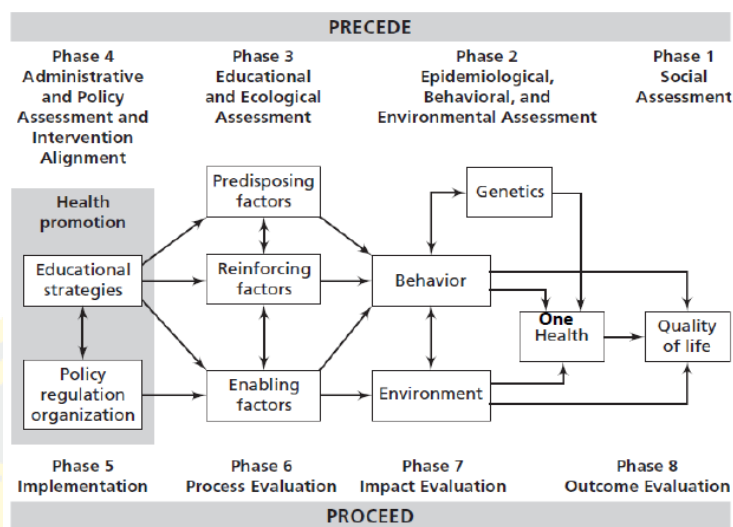 PRECEDE
Phase 4
Administrative
and Policy
Assessment and
Intervention
Alignment
Phase 3
Educational
and Ecological
Assessment
Phase 2
Epidemiological,
Behavioral, and
Environmental Assessment
Phase 1
Social
Assessment
Health
promotion
Predisposing
factors
Genetics
Educational
strategies
Reinforcing
factors
Behavior
One
Health
Quality
of life
Policy
regulation
organization
Enabling
factors
Environment
Phase 5
Implementation
Phase 6
Process Evaluation
Phase 7
Impact Evaluation
Phase 8
Outcome Evaluation
PROCEED